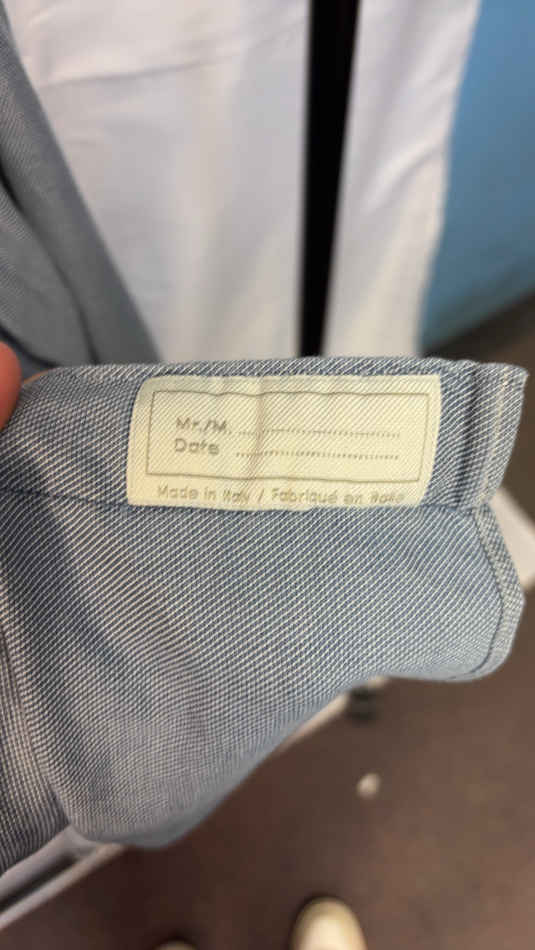 Mr./M. ................................
Date ................................
Made in Italy / Fabriqué en Italie